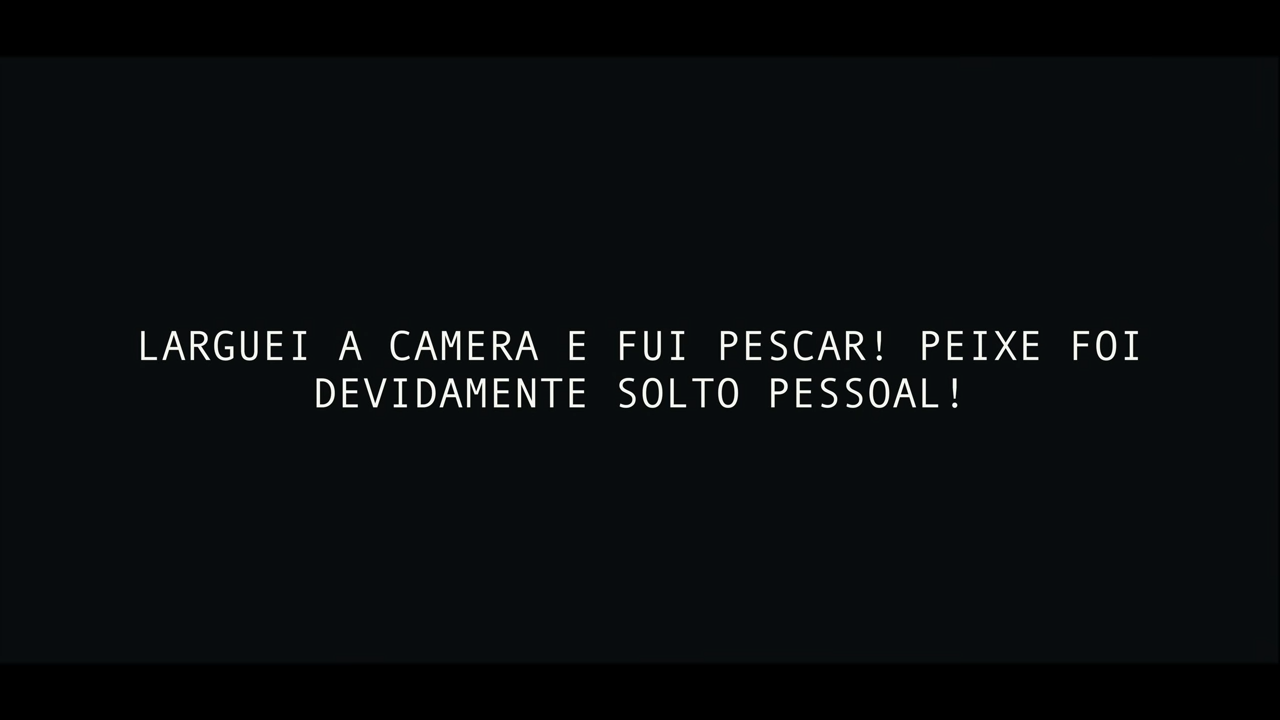 LARGUEI A CAMERA E FUI PESCAR! PEIXE FOI
DEVIDAMENTE SOLTO PESSOAL!